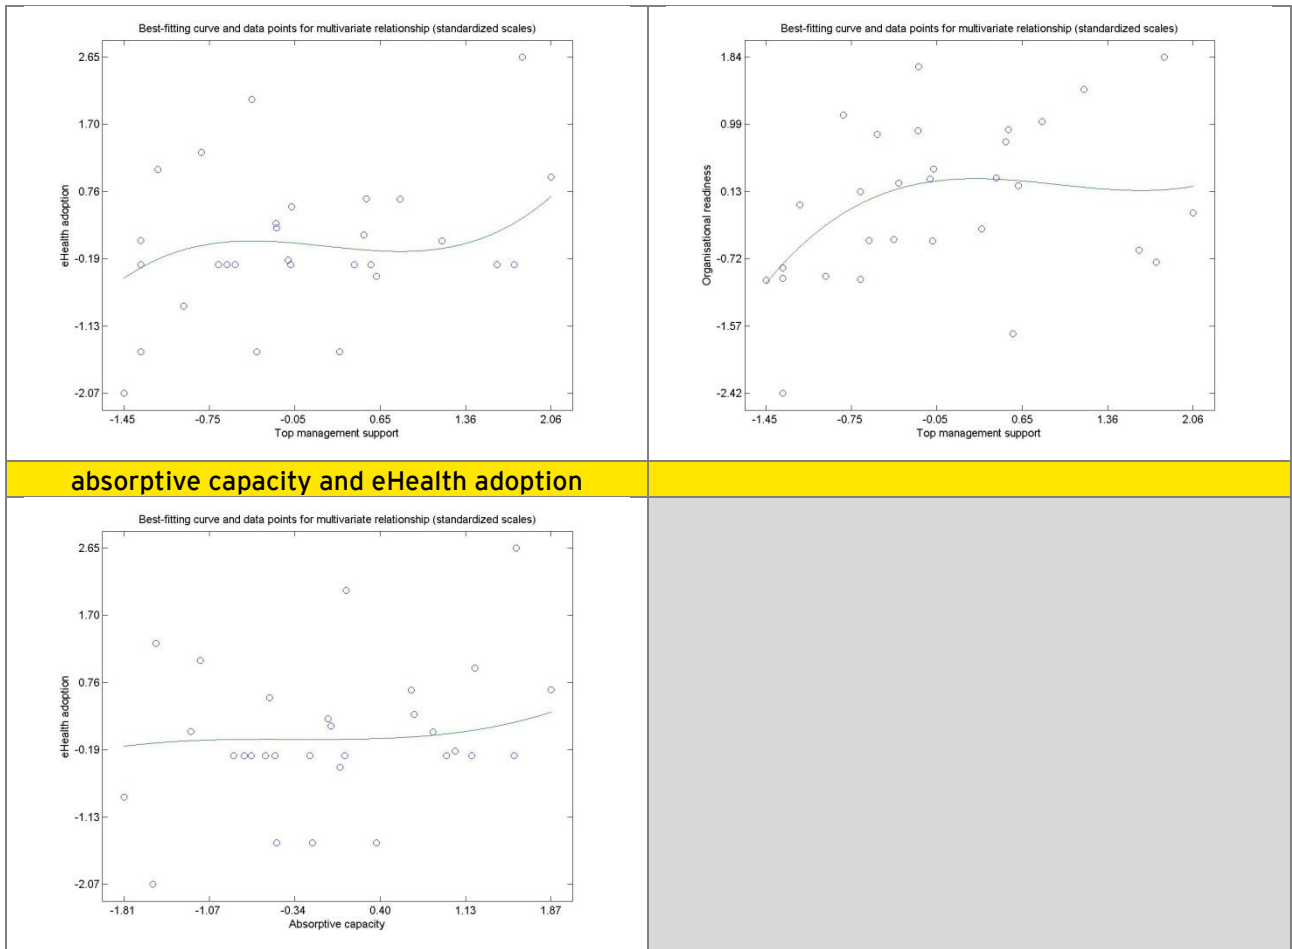 Best-fitting curve and data points for multivariate relationship (standardized scales)
2.65
1.70
0.76
-0.19
-1.13
-2.07
eHealth adoption
-1.45 -0.75 -0.05 0.65 1.36 2.06
Top management support
Best-fitting curve and data points for multivariate relationship (standardized scales)
1.84
0.99
0.13
-0.72
-1.57
-2.42
Organisational readiness
-1.45 -0.75 -0.05 0.65 1.36 2.06
Top management support
absorptive capacity and eHealth adoption
Best-fitting curve and data points for multivariate relationship (standardized scales)
2.65
1.70
0.76
-0.19
-1.13
-2.07
eHealth adoption
-1.81 -1.07 -0.34 0.40 1.13 1.87
Absorptive capacity